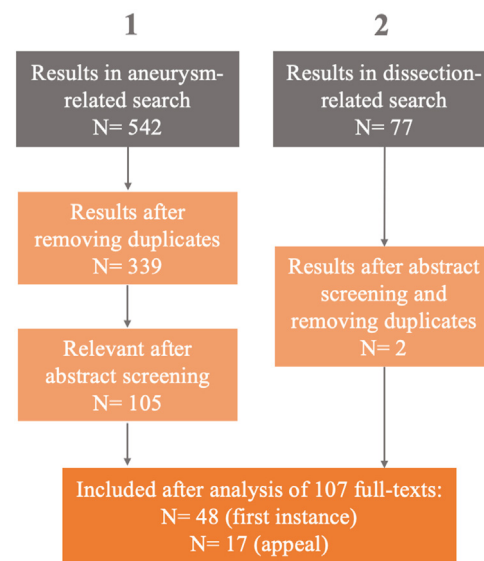 1
Results in aneurysm-
related search
N= 542
Results after
removing duplicates
N= 339
Relevant after
abstract screening
N= 105
2
Results in dissection-
related search
N= 77
Results after abstract
screening and
removing duplicates
N= 2
Included after analysis of 107 full-texts:
N= 48 (first instance)
N= 17 (appeal)